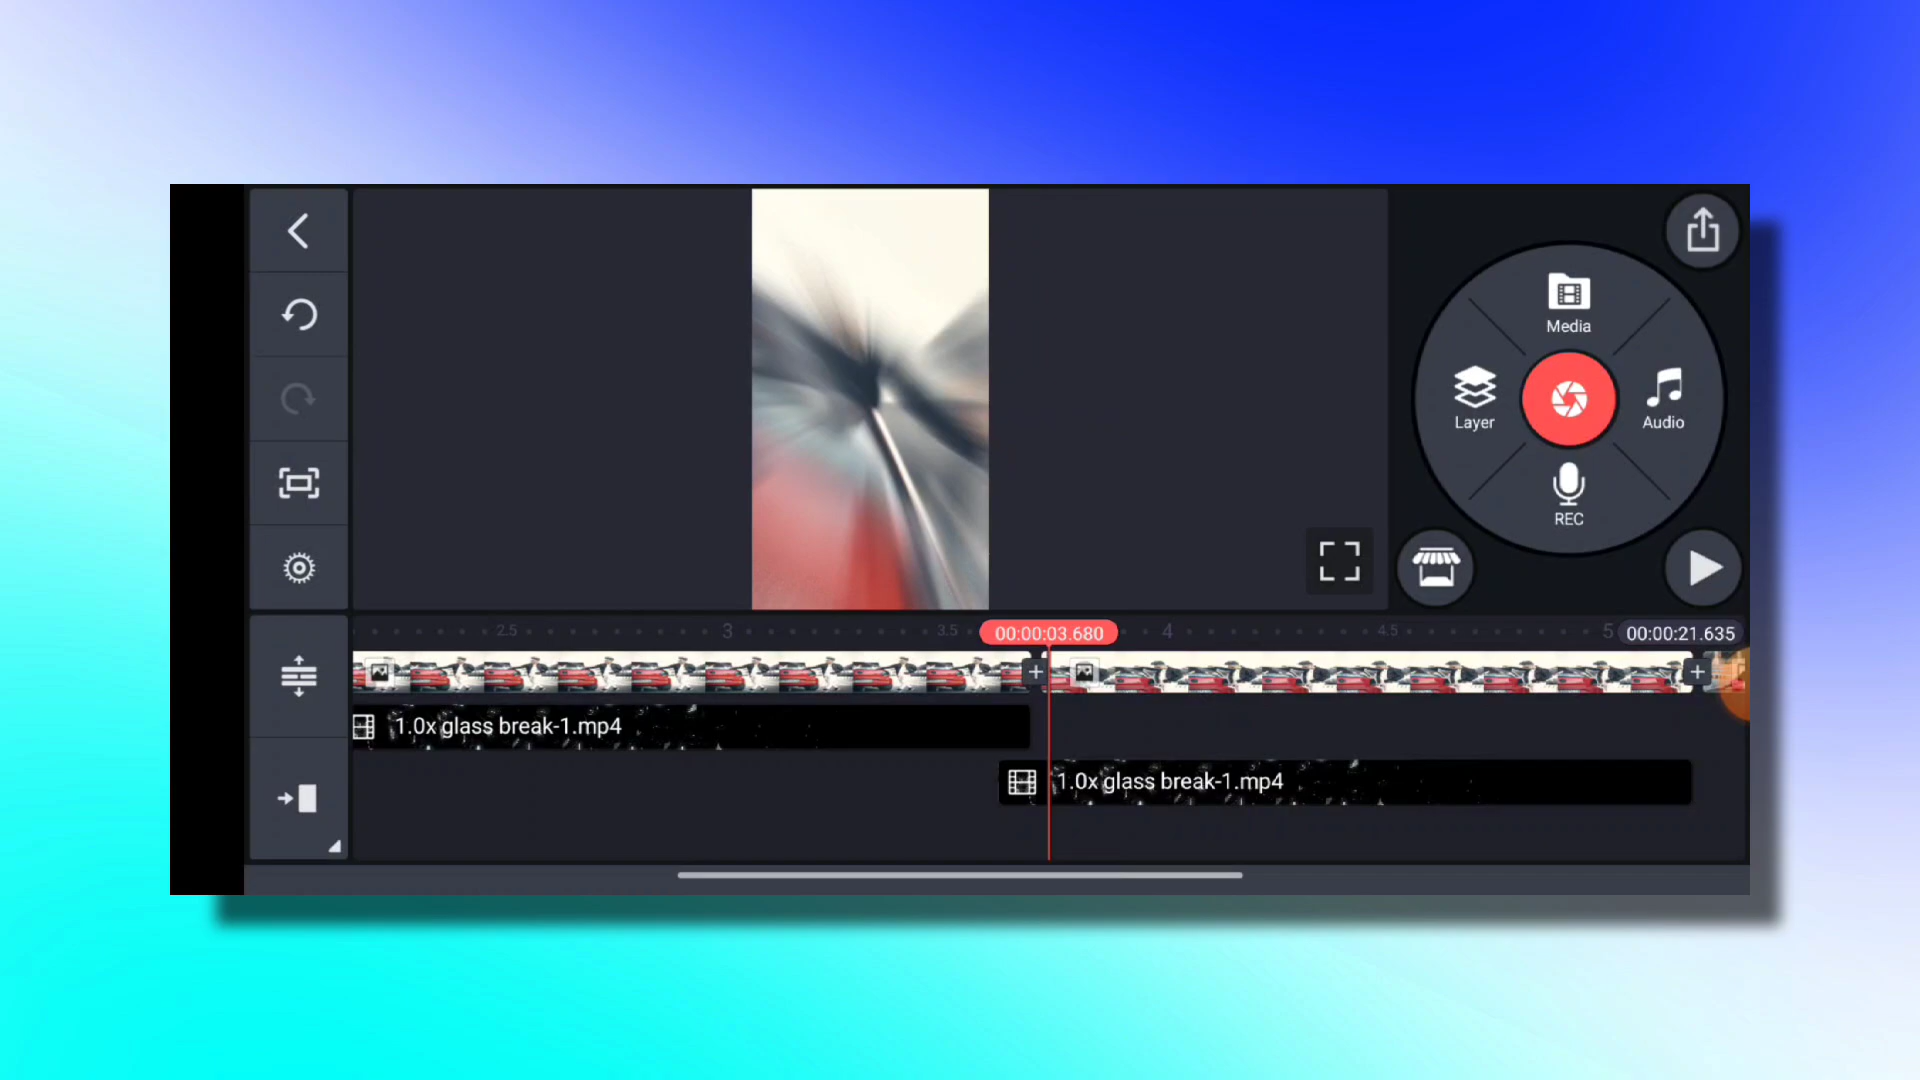 Media
Layer
Audio
REC
2.5
3
3.5
00:00:03.680
4
4.5
5
00:00:21.635
1.0x glass break-1.mp4
1.0x glass break-1.mp4